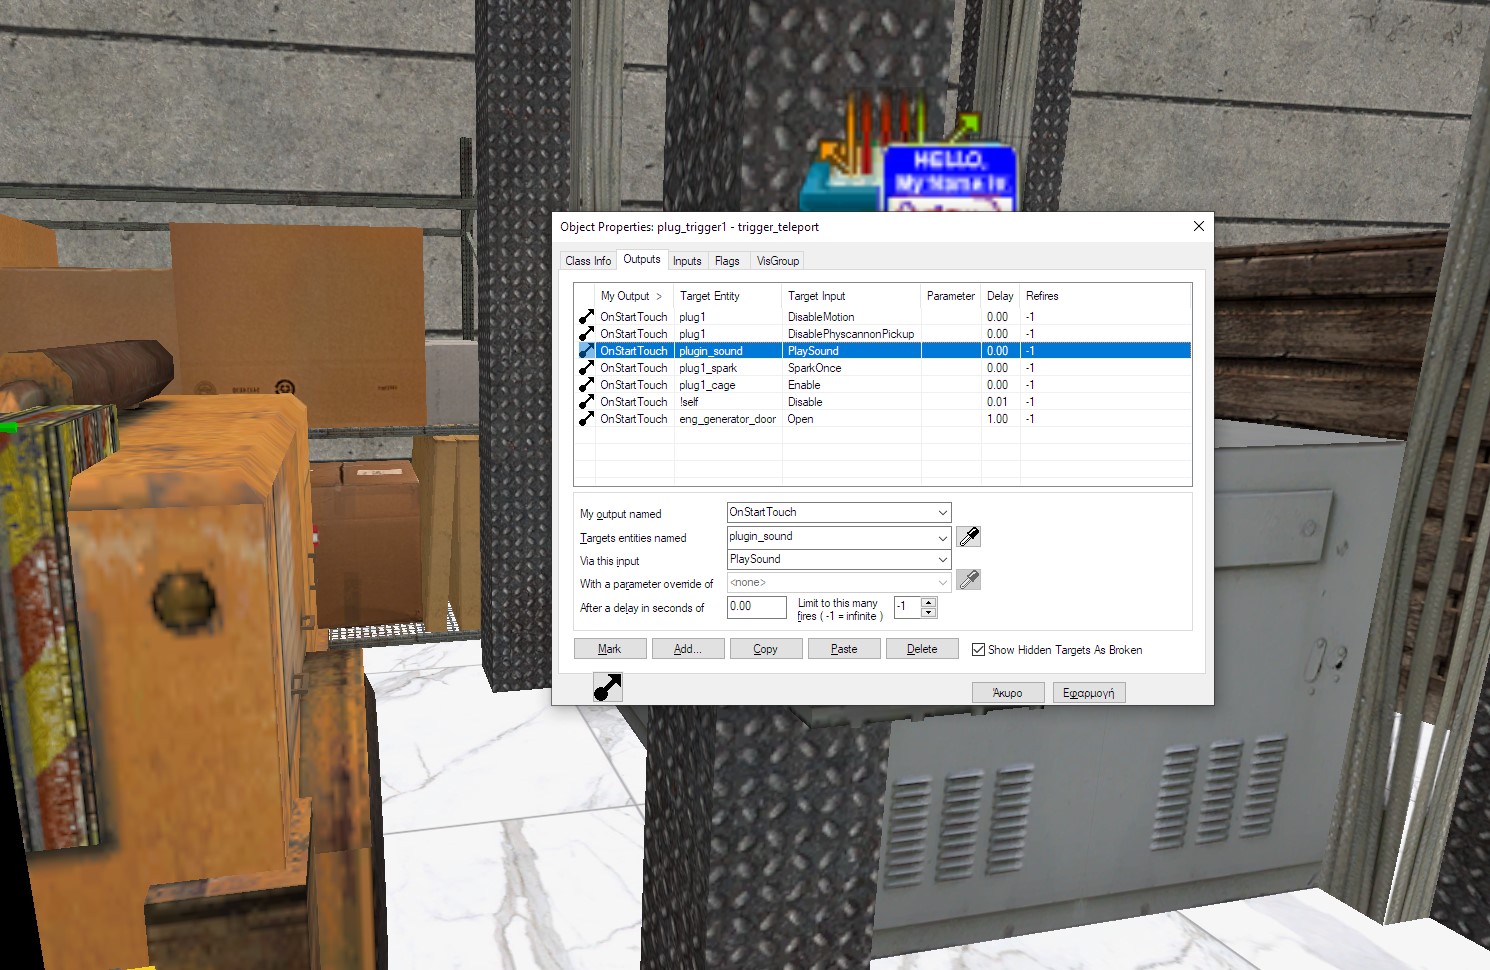 HELLO,
My Name is
Object Properties: plug_trigger1 - trigger_teleport
Class Info Outputs Inputs Flags VisGroup
My Output > Target Entity Target Input Parameter Delay Refires
OnStartTouch plug1 DisableMotion 0.00 -1
OnStartTouch plug1 DisablePhyscannonPickup 0.00 -1
OnStartTouch plugin_sound PlaySound 0.00 -1
OnStartTouch plug1_spark SparkOnce 0.00 -1
OnStartTouch plug1_cage Enable 0.00 -1
OnStartTouch !self Disable 0.01 -1
OnStartTouch eng_generator_door Open 1.00 -1
My output named OnStartTouch
Targets entities named plugin_sound
Via this input PlaySound
With a parameter override of <none>
After a delay in seconds of 0.00 Limit to this many fires ( -1 = infinite ) -1
Mark Add... Copy Paste Delete Show Hidden Targets As Broken
Άκυρο Εφαρμογή